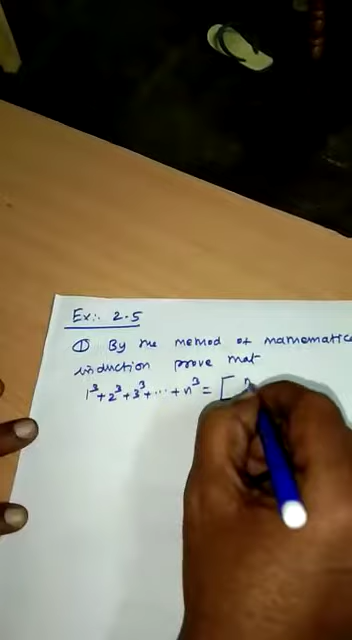 Ex:- 2.5
① By the method of mathematic
induction prove that
1³+2³+3³+...+n³ = [